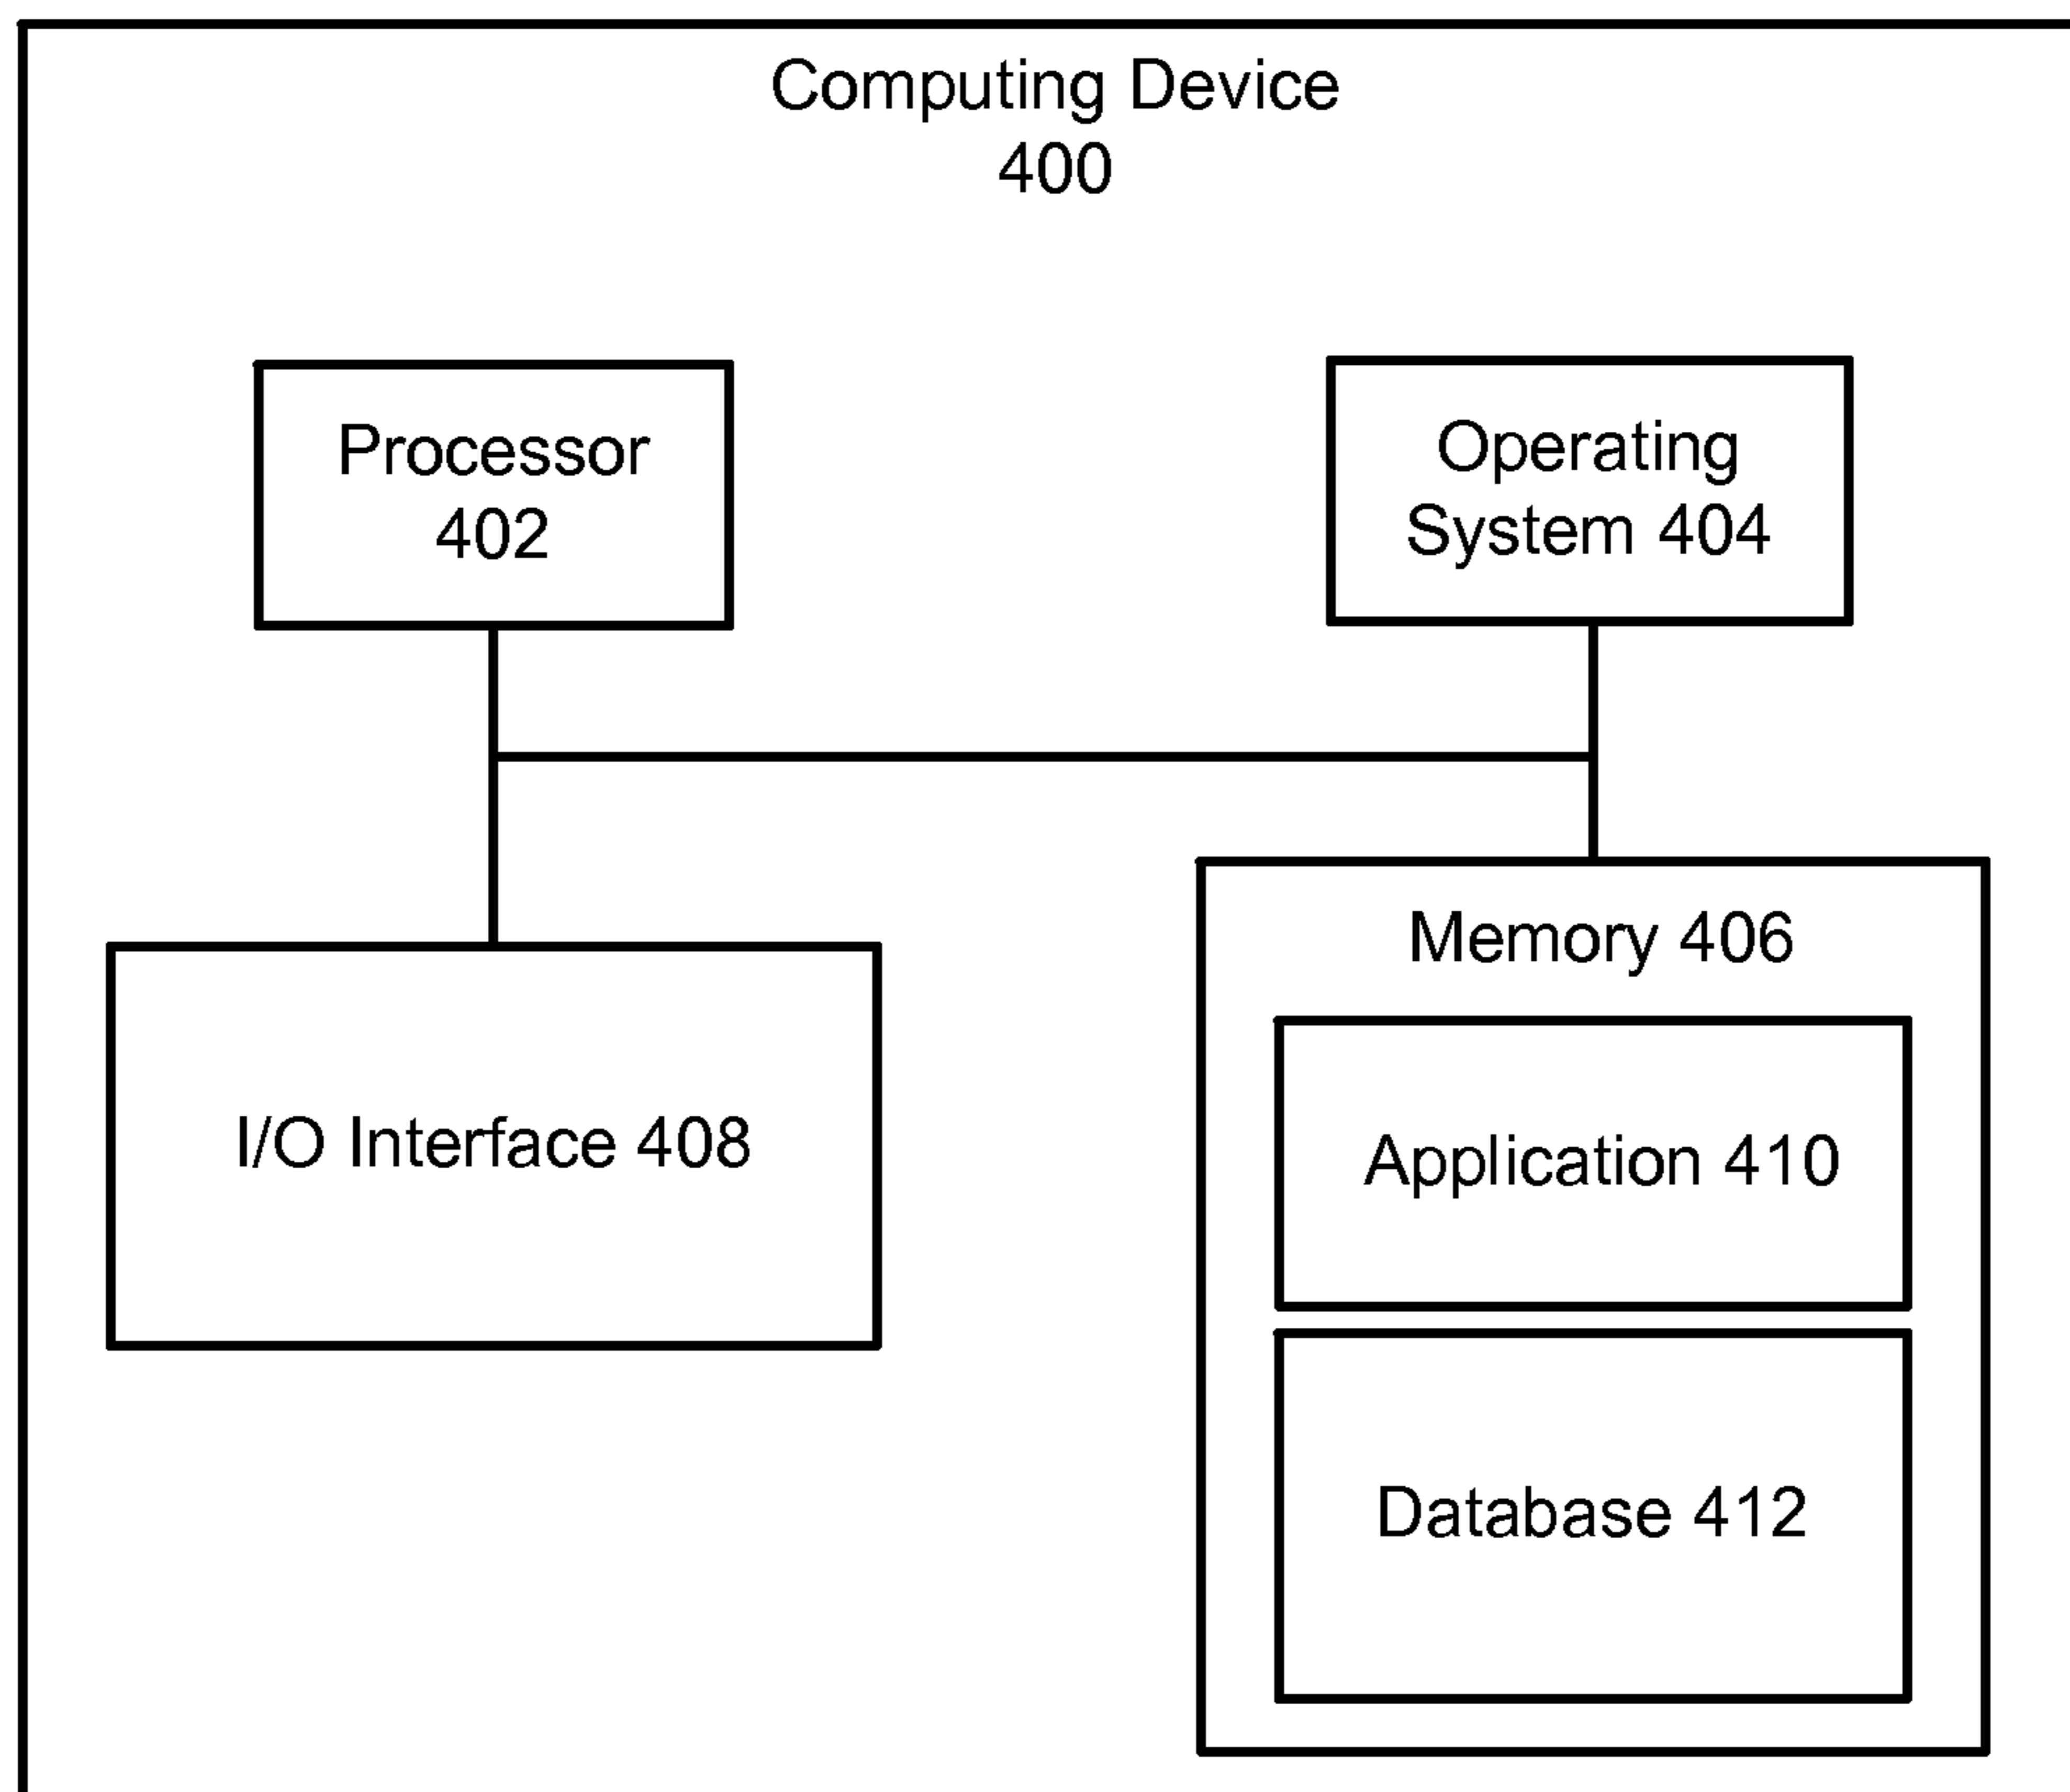 Computing Device
400
Processor
402
Operating
System 404
I/O Interface 408
Memory 406
Application 410
Database 412